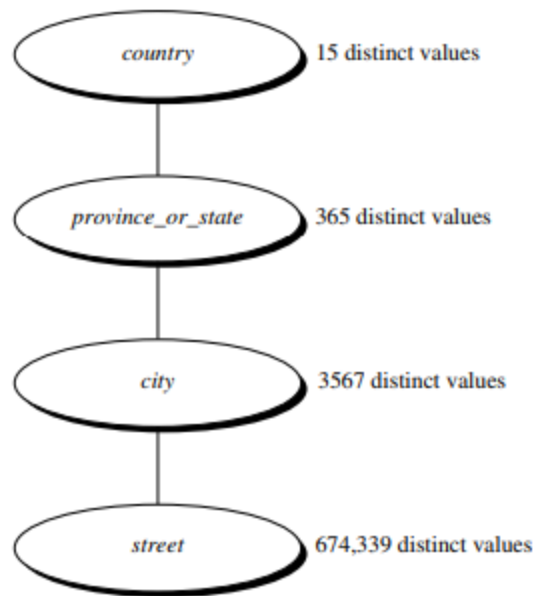 country 15 distinct values
province_or_state 365 distinct values
city 3567 distinct values
street 674,339 distinct values